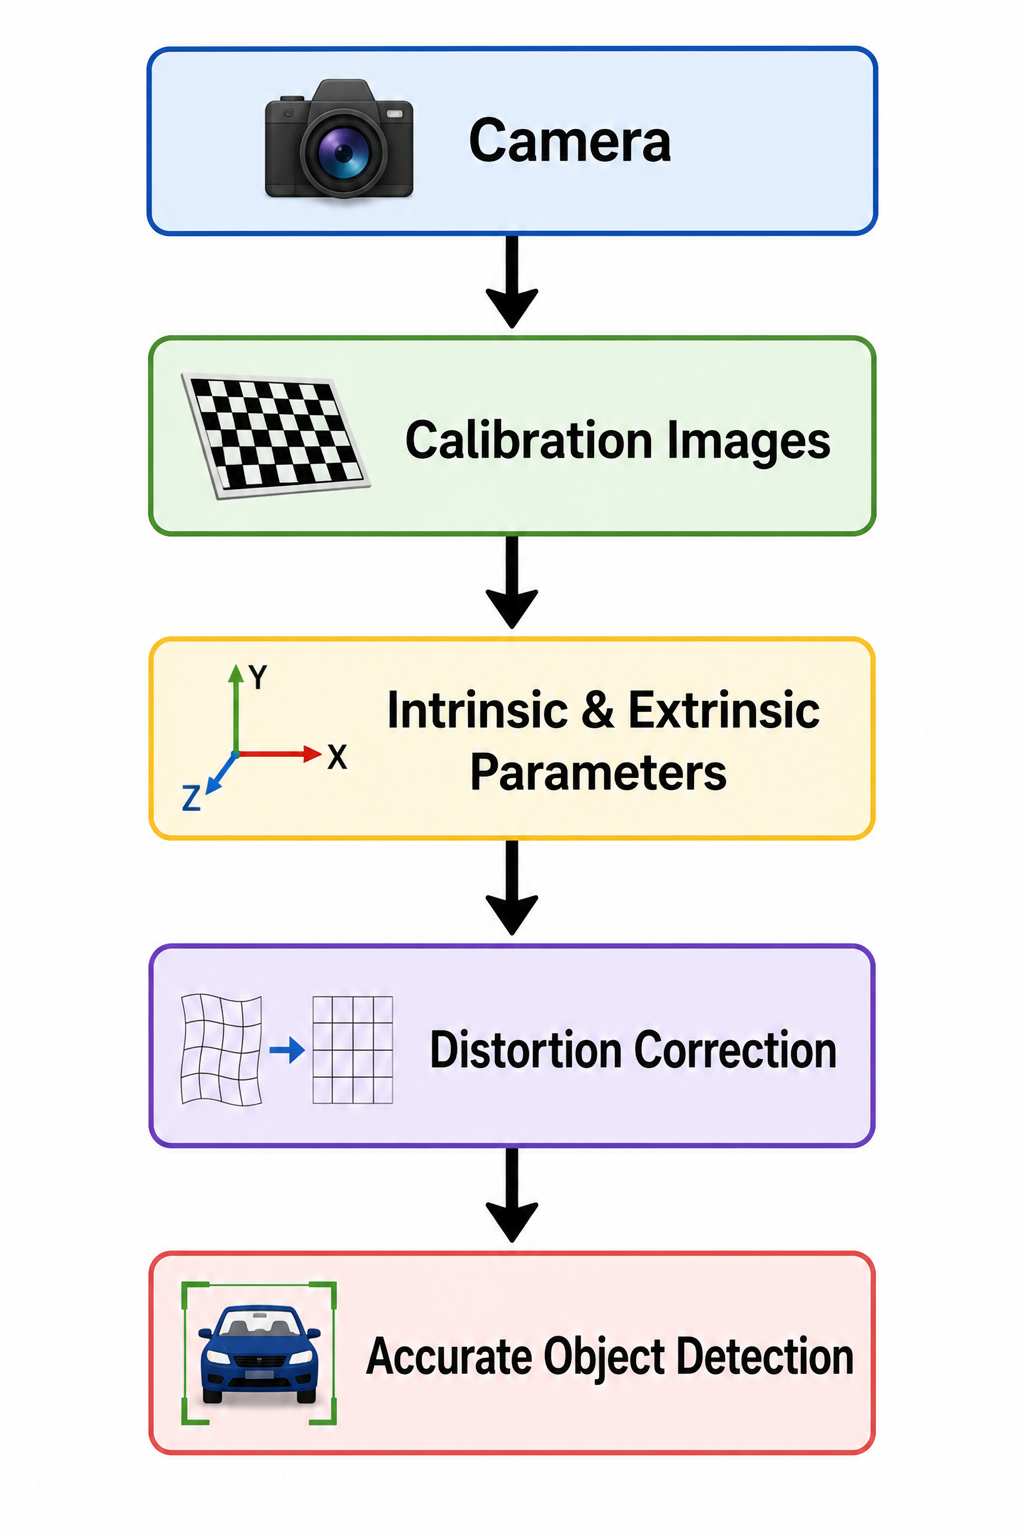 Camera
Calibration Images
Y
X
Z
Intrinsic & Extrinsic
Parameters
Distortion Correction
Accurate Object Detection